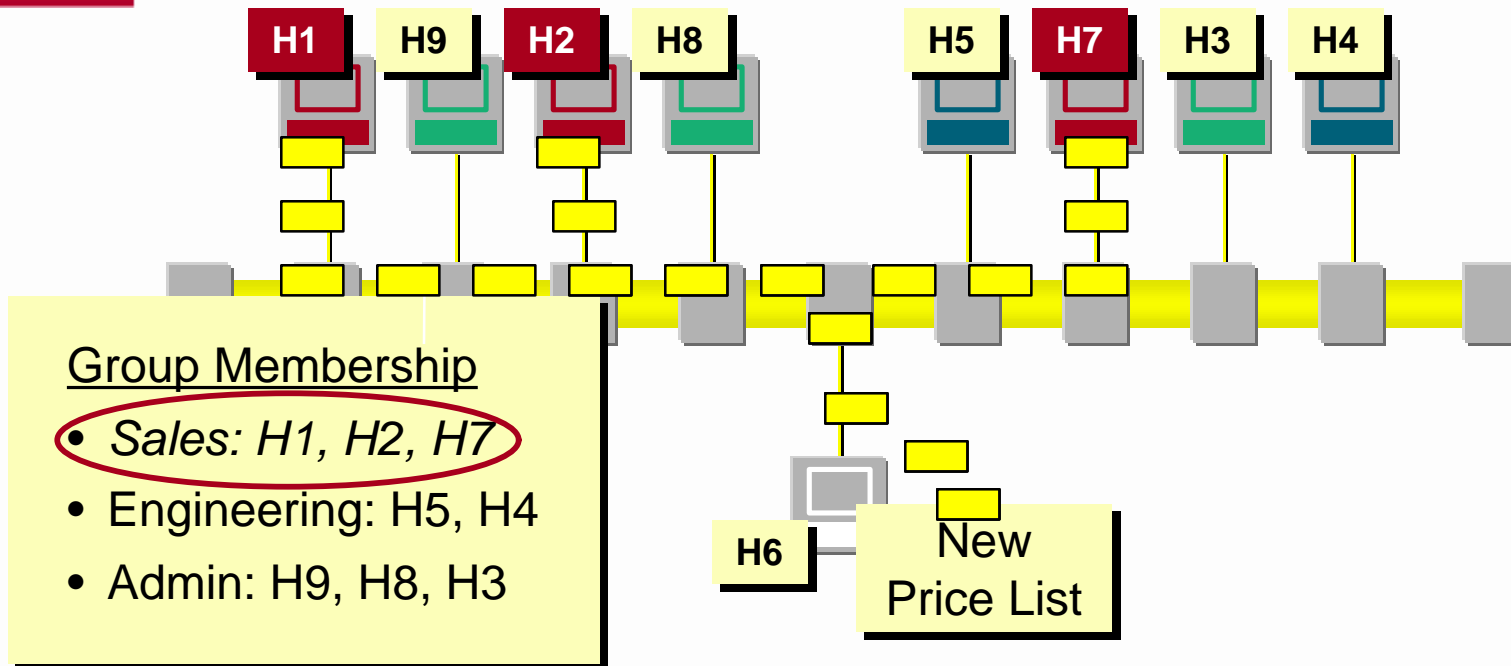 H1
H9
H2
H8
H5
H7
H3
H4
Group Membership
• Sales: H1, H2, H7
• Engineering: H5, H4
• Admin: H9, H8, H3
H6
New
Price List